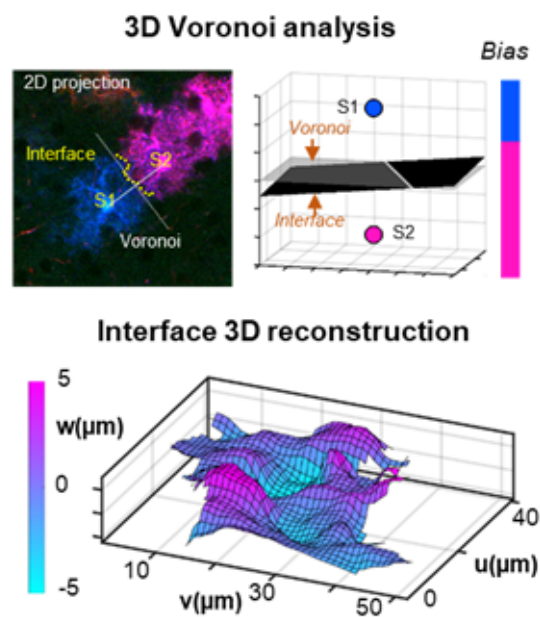 3D Voronoi analysis
2D projection
Interface
S2
S1
Voronoi
Bias
S1
Voronoi
Interface
S2
Interface 3D reconstruction
5
w(μm)
0
-5
10
30
50
v(μm)
0
40
u(μm)